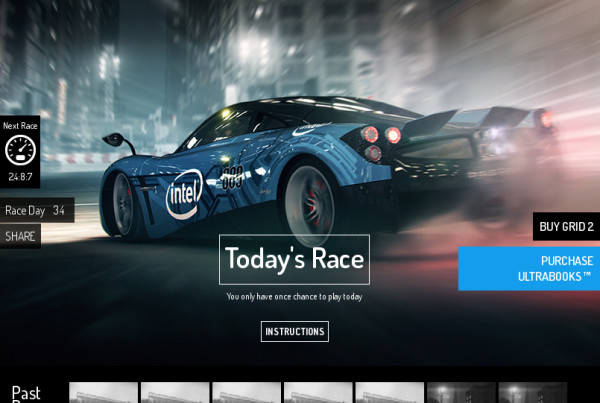 Next Race
24:8:7
Race Day 34
SHARE
intel
Today's Race
You only have once chance to play today
INSTRUCTIONS
BUY GRID 2
PURCHASE
ULTRABOOKS™
Past